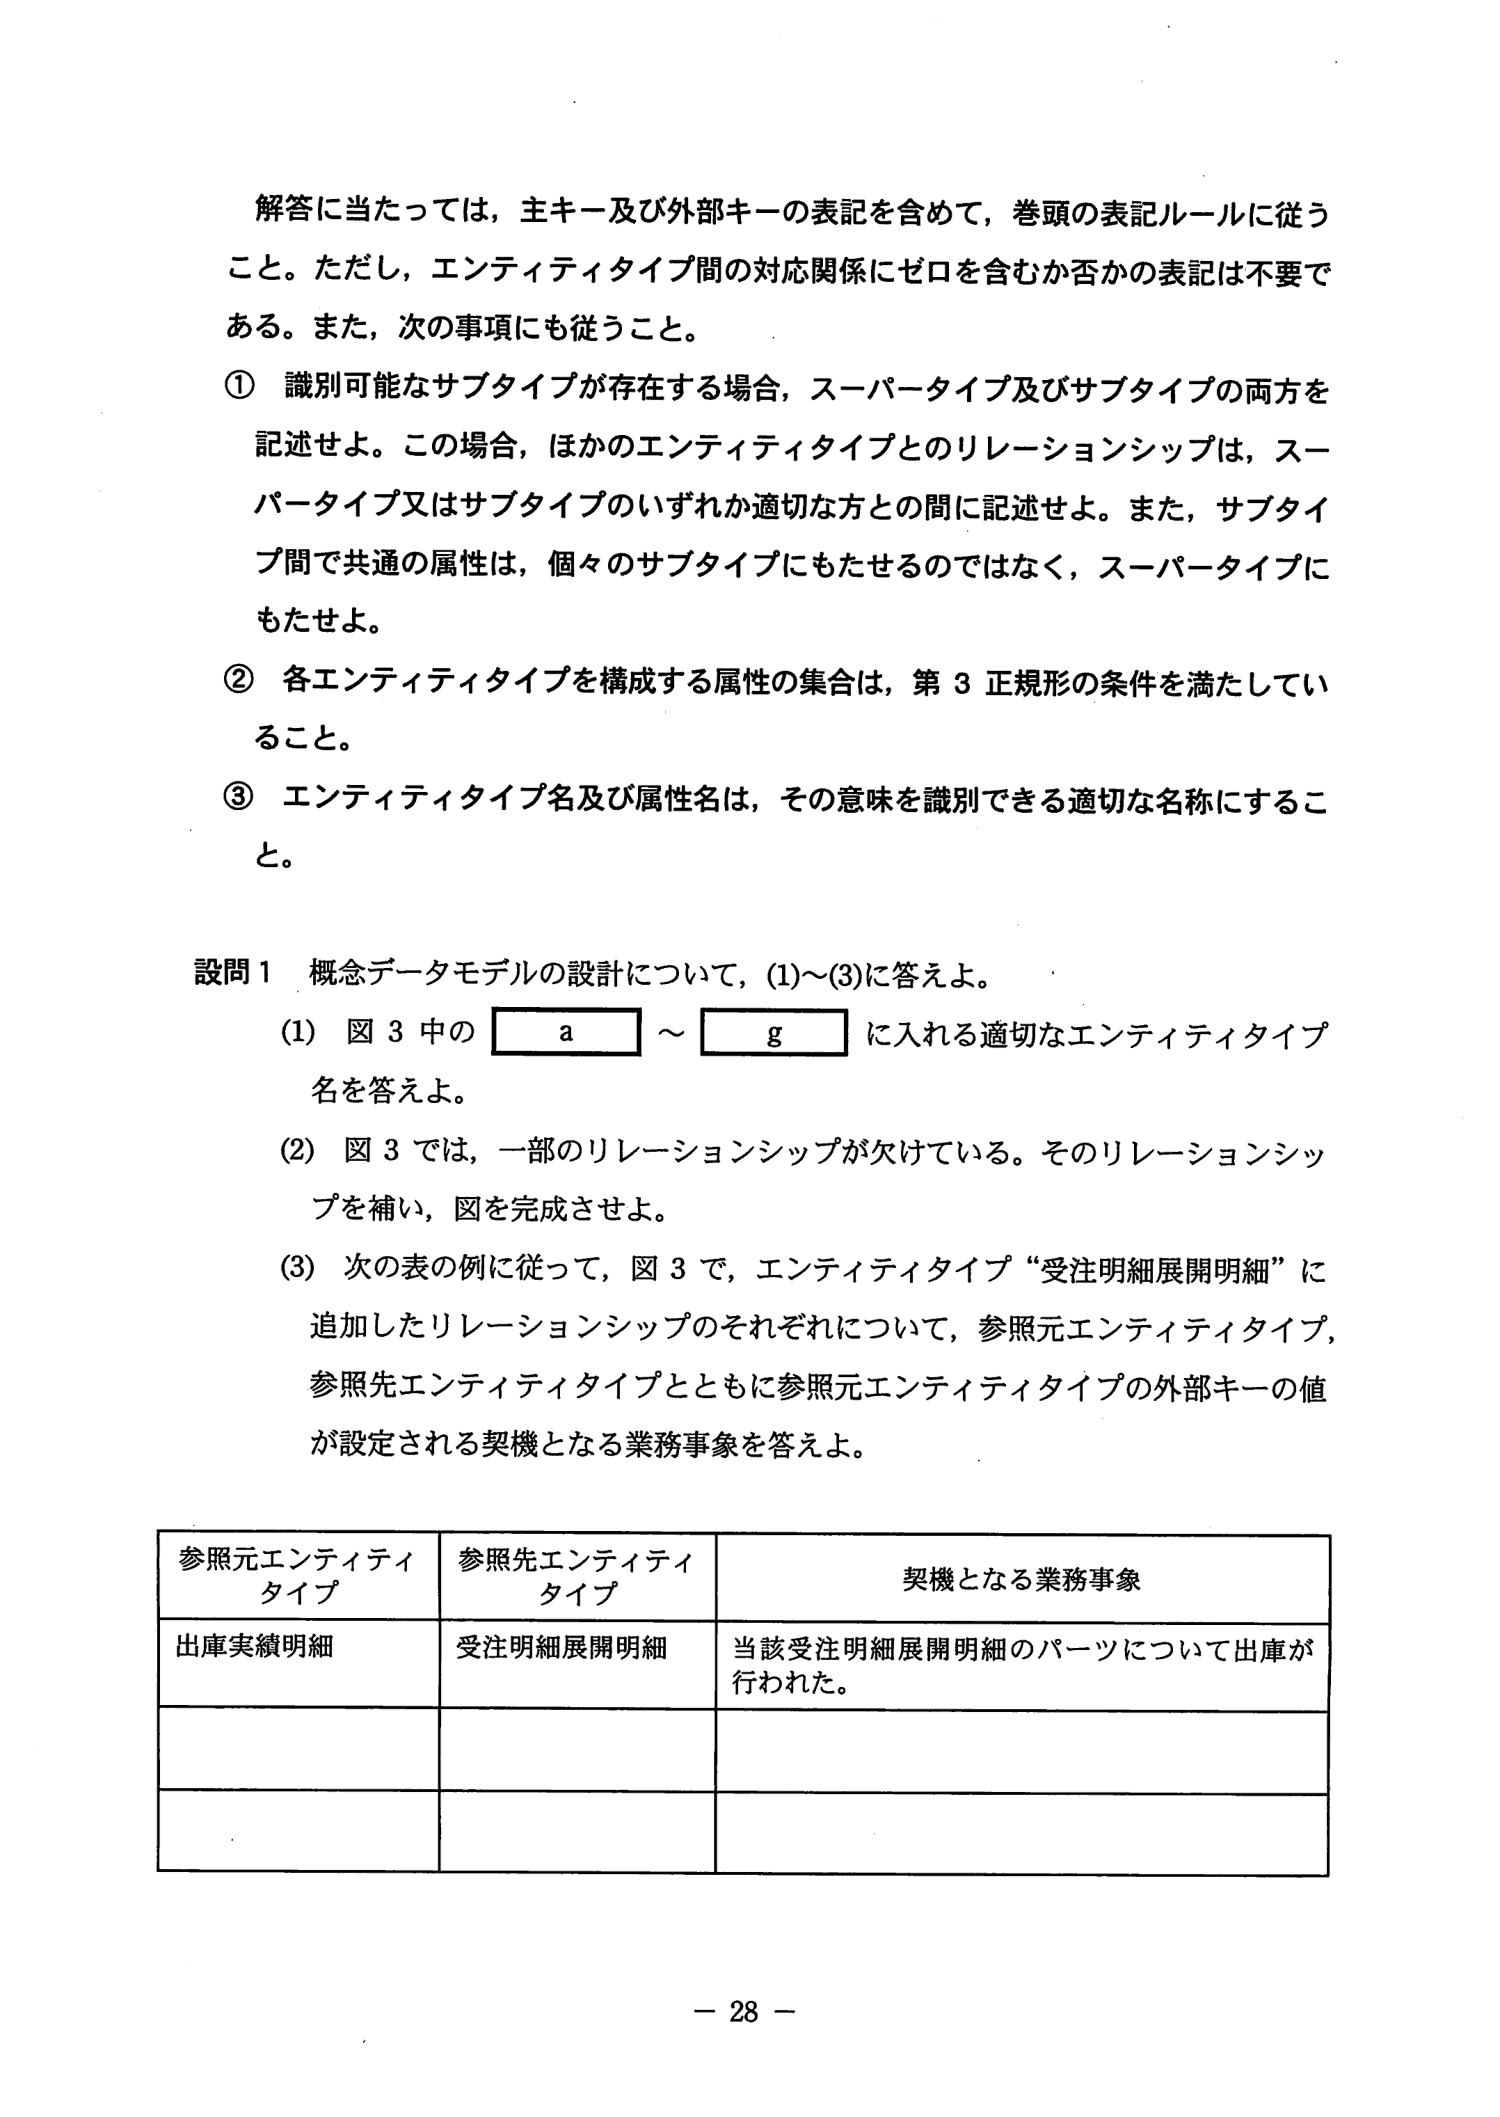 解答に当たっては，主キー及び外部キーの表記を含めて，巻頭の表記ルールに従う
こと。ただし，エンティティタイプ間の対応関係にゼロを含むか否かの表記は不要で
ある。また，次の事項にも従うこと。
① 識別可能なサブタイプが存在する場合，スーパータイプ及びサブタイプの両方を
記述せよ。この場合，ほかのエンティティタイプとのリレーションシップは，スー
パータイプ又はサブタイプのいずれか適切な方との間に記述せよ。また，サブタイ
プ間で共通の属性は，個々のサブタイプにもたせるのではなく，スーパータイプに
もたせよ。
② 各エンティティタイプを構成する属性の集合は，第 3 正規形の条件を満たしてい
ること。
③ エンティティタイプ名及び属性名は，その意味を識別できる適切な名称にするこ
と。
設問1 概念データモデルの設計について，(1)～(3)に答えよ。
(1) 図 3 中の a ～ g に入れる適切なエンティティタイプ
名を答えよ。
(2) 図 3 では，一部のリレーションシップが欠けている。そのリレーションシッ
プを補い，図を完成させよ。
(3) 次の表の例に従って，図 3 で，エンティティタイプ“受注明細展開明細”に
追加したリレーションシップのそれぞれについて，参照元エンティティタイプ，
参照先エンティティタイプとともに参照元エンティティタイプの外部キーの値
が設定される契機となる業務事象を答えよ。
参照元エンティティ
タイプ
参照先エンティティ
タイプ
契機となる業務事象
出庫実績明細
受注明細展開明細
当該受注明細展開明細のパーツについて出庫が
行われた。
－ 28 －